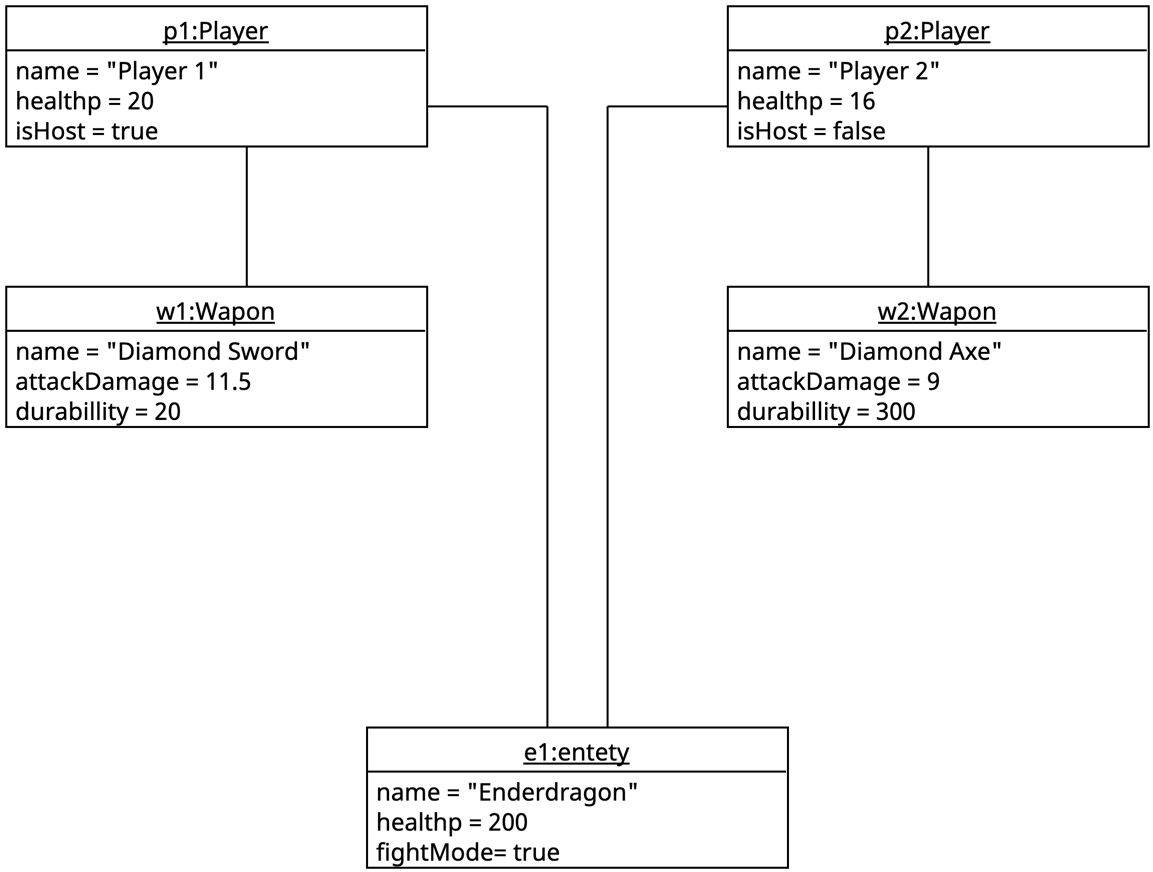 p1:Player
name = "Player 1"
healthp = 20
isHost = true
p2:Player
name = "Player 2"
healthp = 16
isHost = false
w1:Wapon
name = "Diamond Sword"
attackDamage = 11.5
durabillity = 20
w2:Wapon
name = "Diamond Axe"
attackDamage = 9
durabillity = 300
e1:entety
name = "Enderdragon"
healthp = 200
fightMode= true